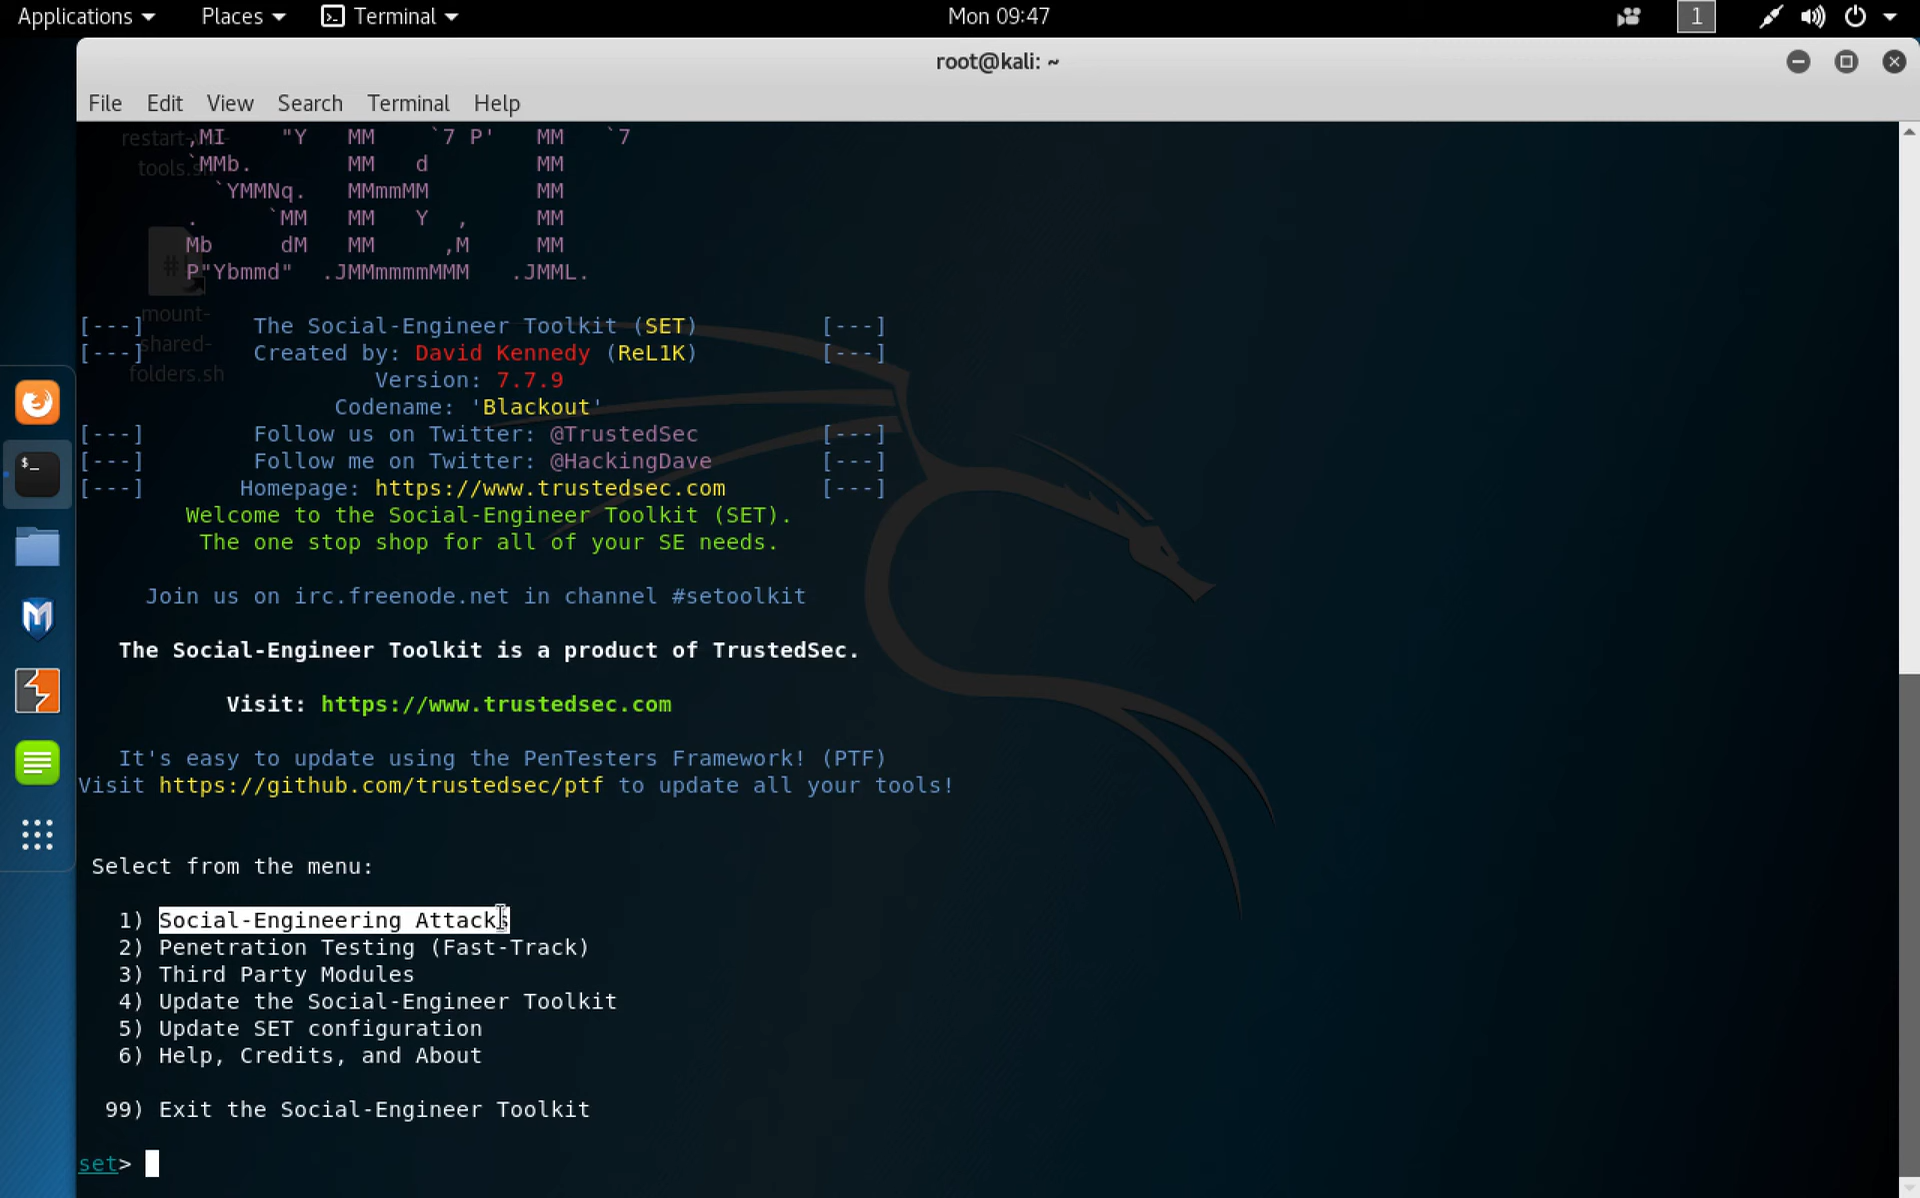 Applications Places Terminal Mon 09:47 1
root@kali: ~
File Edit View Search Terminal Help
restart-
tools.sh
,MI "Y MM `7 P' MM `7
`MMb. MM d MM
`YMMNq. MMmmMM MM
. `MM MM Y , MM
Mb dM MM ,M MM
P"Ybmmd" .JMMmmmmMMM .JMML.
mount-
shared-
folders.sh
[---] The Social-Engineer Toolkit (SET) [---]
[---] Created by: David Kennedy (ReL1K) [---]
Version: 7.7.9
Codename: 'Blackout'
[---] Follow us on Twitter: @TrustedSec [---]
[---] Follow me on Twitter: @HackingDave [---]
[---] Homepage: https://www.trustedsec.com [---]
Welcome to the Social-Engineer Toolkit (SET).
The one stop shop for all of your SE needs.
Join us on irc.freenode.net in channel #setoolkit
The Social-Engineer Toolkit is a product of TrustedSec.
Visit: https://www.trustedsec.com
It's easy to update using the PenTesters Framework! (PTF)
Visit https://github.com/trustedsec/ptf to update all your tools!
Select from the menu:
1) Social-Engineering Attacks
2) Penetration Testing (Fast-Track)
3) Third Party Modules
4) Update the Social-Engineer Toolkit
5) Update SET configuration
6) Help, Credits, and About
99) Exit the Social-Engineer Toolkit
set>